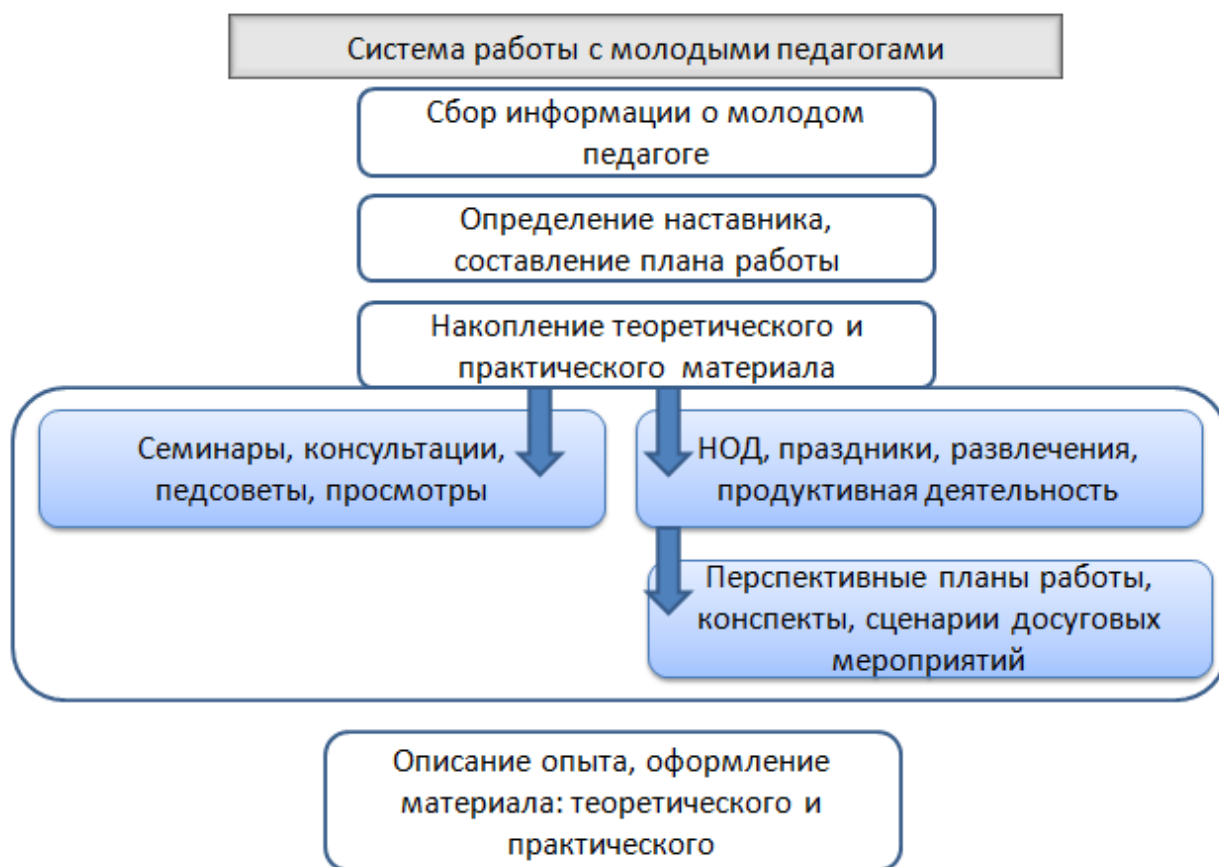 Система работы с молодыми педагогами
Сбор информации о молодом
педагоге
Определение наставника,
составление плана работы
Накопление теоретического и
практического материала
Семинары, консультации,
педсоветы, просмотры
НОД, праздники, развлечения,
продуктивная деятельность
Перспективные планы работы,
конспекты, сценарии досуговых
мероприятий
Описание опыта, оформление
материала: теоретического и
практического